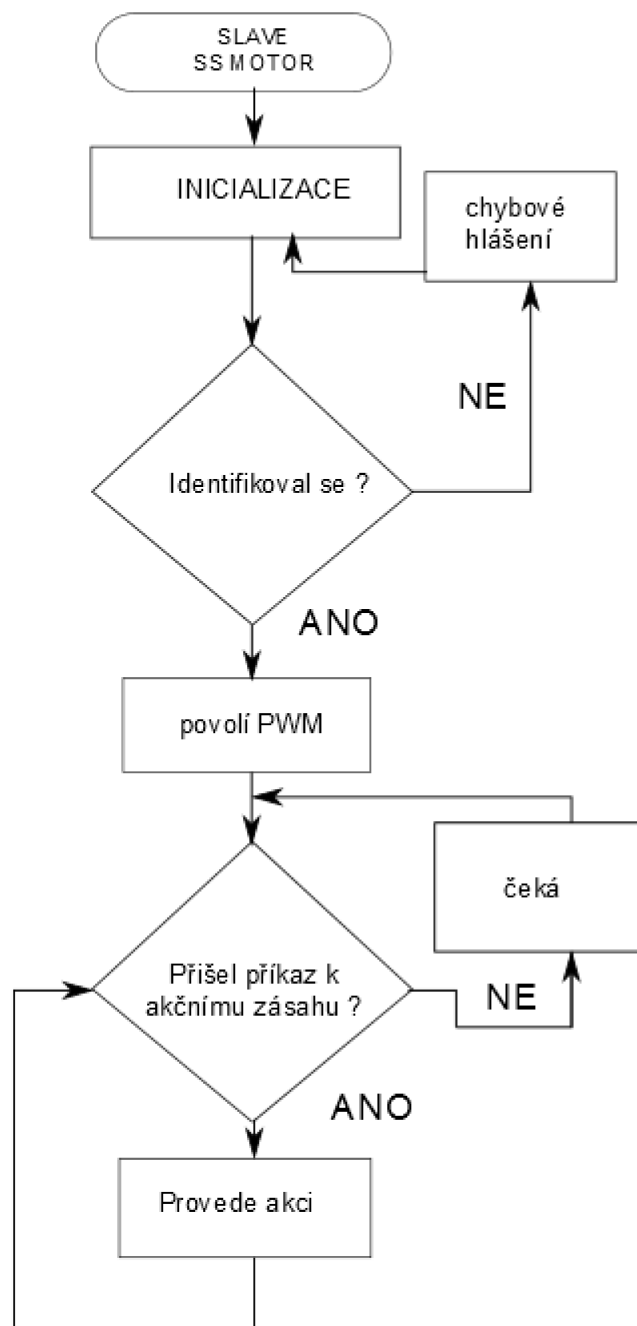 SLAVE
SS MOTOR
INICIALIZACE
chybové
hlášení
NE
Identifikoval se ?
ANO
povolí PWM
čeká
Přišel příkaz k
akčnímu zásahu ?
NE
ANO
Provede akci